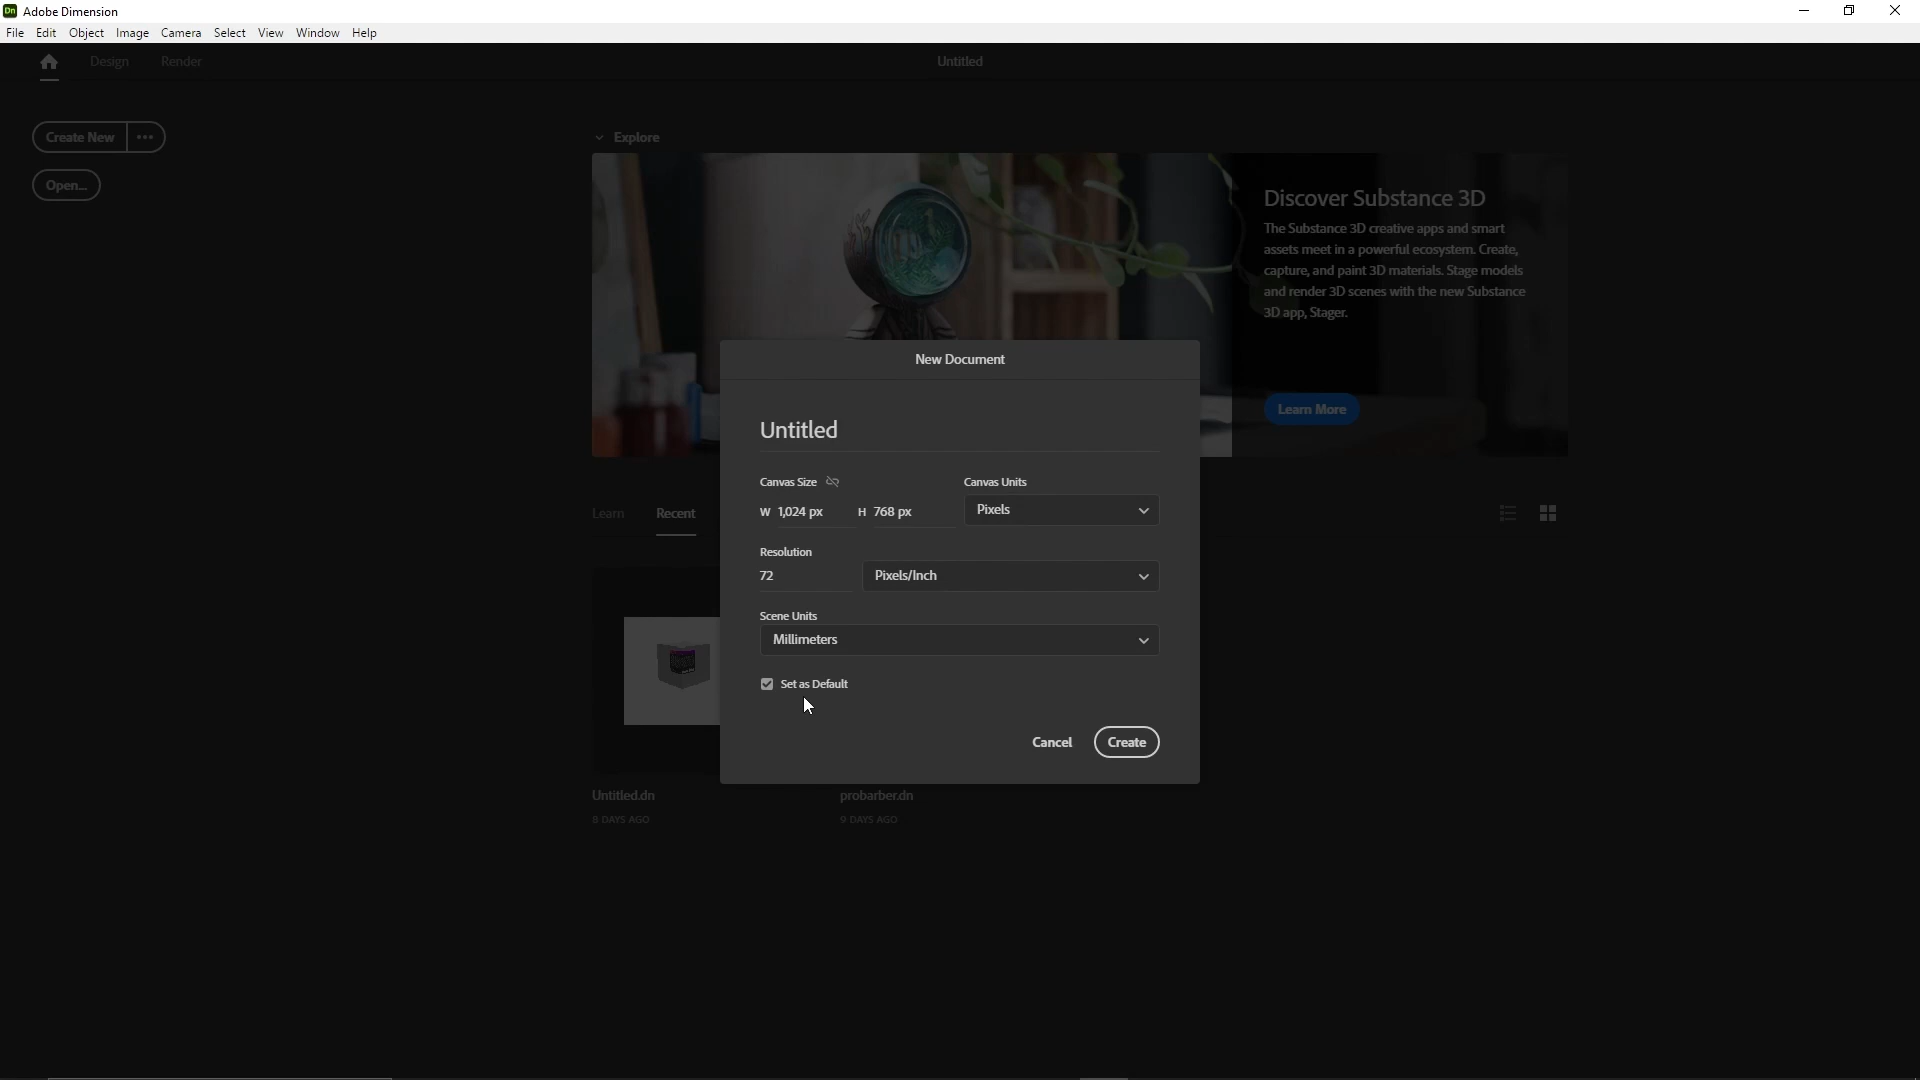 Dn Adobe Dimension
File Edit Object Image Camera Select View Window Help
Design Render Untitled
Create New
Open...
Explore
Discover Substance 3D
The Substance 3D creative apps and smart
assets meet in a powerful ecosystem. Create,
capture, and paint 3D materials. Stage models
and render 3D scenes with the new Substance
3D app, Stager.
Learn More
New Document
Untitled
Canvas Size Canvas Units
W 1,024 px H 768 px Pixels
Resolution
72 Pixels/Inch
Scene Units
Millimeters
Set as Default
Cancel Create
Learn Recent
Untitled.dn probarber.dn
8 DAYS AGO 9 DAYS AGO